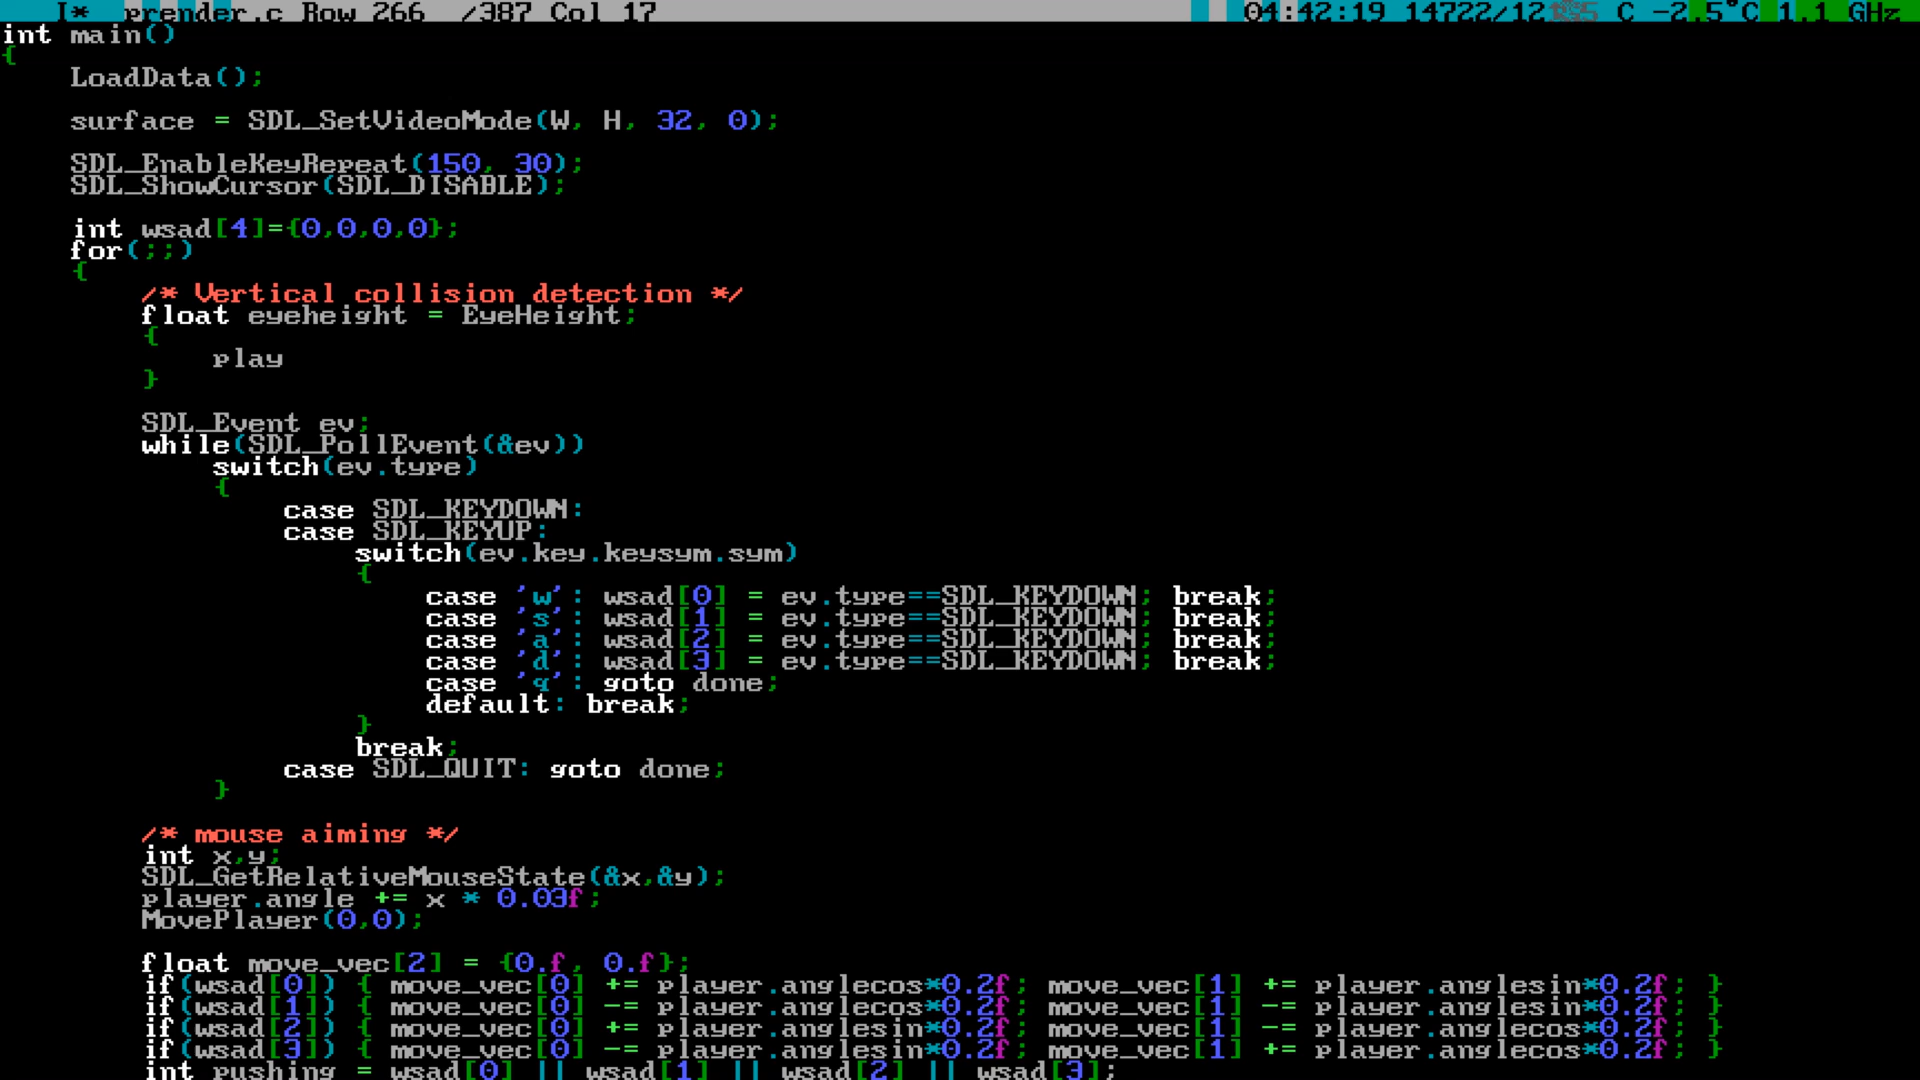 I* prender.c Row 266 /387 Col 17 04:42:19 14722/12 C -2.5°C 1.1 GHz
int main()
{
LoadData();
surface = SDL_SetVideoMode(W, H, 32, 0);
SDL_EnableKeyRepeat(150, 30);
SDL_ShowCursor(SDL_DISABLE);
int wsad[4]={0,0,0,0};
for(;;)
{
/* Vertical collision detection */
float eyeheight = EyeHeight;
{
play
}
SDL_Event ev;
while(SDL_PollEvent(&ev))
switch(ev.type)
{
case SDL_KEYDOWN:
case SDL_KEYUP:
switch(ev.key.keysym.sym)
{
case 'w': wsad[0] = ev.type==SDL_KEYDOWN; break;
case 's': wsad[1] = ev.type==SDL_KEYDOWN; break;
case 'a': wsad[2] = ev.type==SDL_KEYDOWN; break;
case 'd': wsad[3] = ev.type==SDL_KEYDOWN; break;
case 'q': goto done;
default: break;
}
break;
case SDL_QUIT: goto done;
}
/* mouse aiming */
int x,y;
SDL_GetRelativeMouseState(&x,&y);
player.angle += x * 0.03f;
MovePlayer(0,0);
float move_vec[2] = {0.f, 0.f};
if(wsad[0]) { move_vec[0] += player.anglecos*0.2f; move_vec[1] += player.anglesin*0.2f; }
if(wsad[1]) { move_vec[0] -= player.anglecos*0.2f; move_vec[1] -= player.anglesin*0.2f; }
if(wsad[2]) { move_vec[0] += player.anglesin*0.2f; move_vec[1] -= player.anglecos*0.2f; }
if(wsad[3]) { move_vec[0] -= player.anglesin*0.2f; move_vec[1] += player.anglecos*0.2f; }
int pushing = wsad[0] || wsad[1] || wsad[2] || wsad[3];